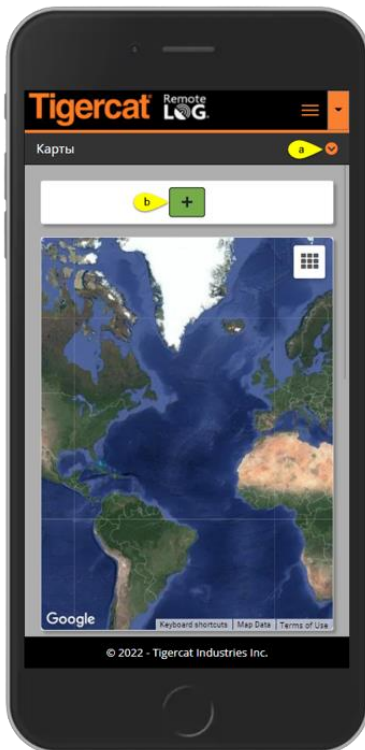 Tigercat® Remote LOG
Карты
a
b +
Google
Keyboard shortcuts Map Data Terms of Use
© 2022 - Tigercat Industries Inc.